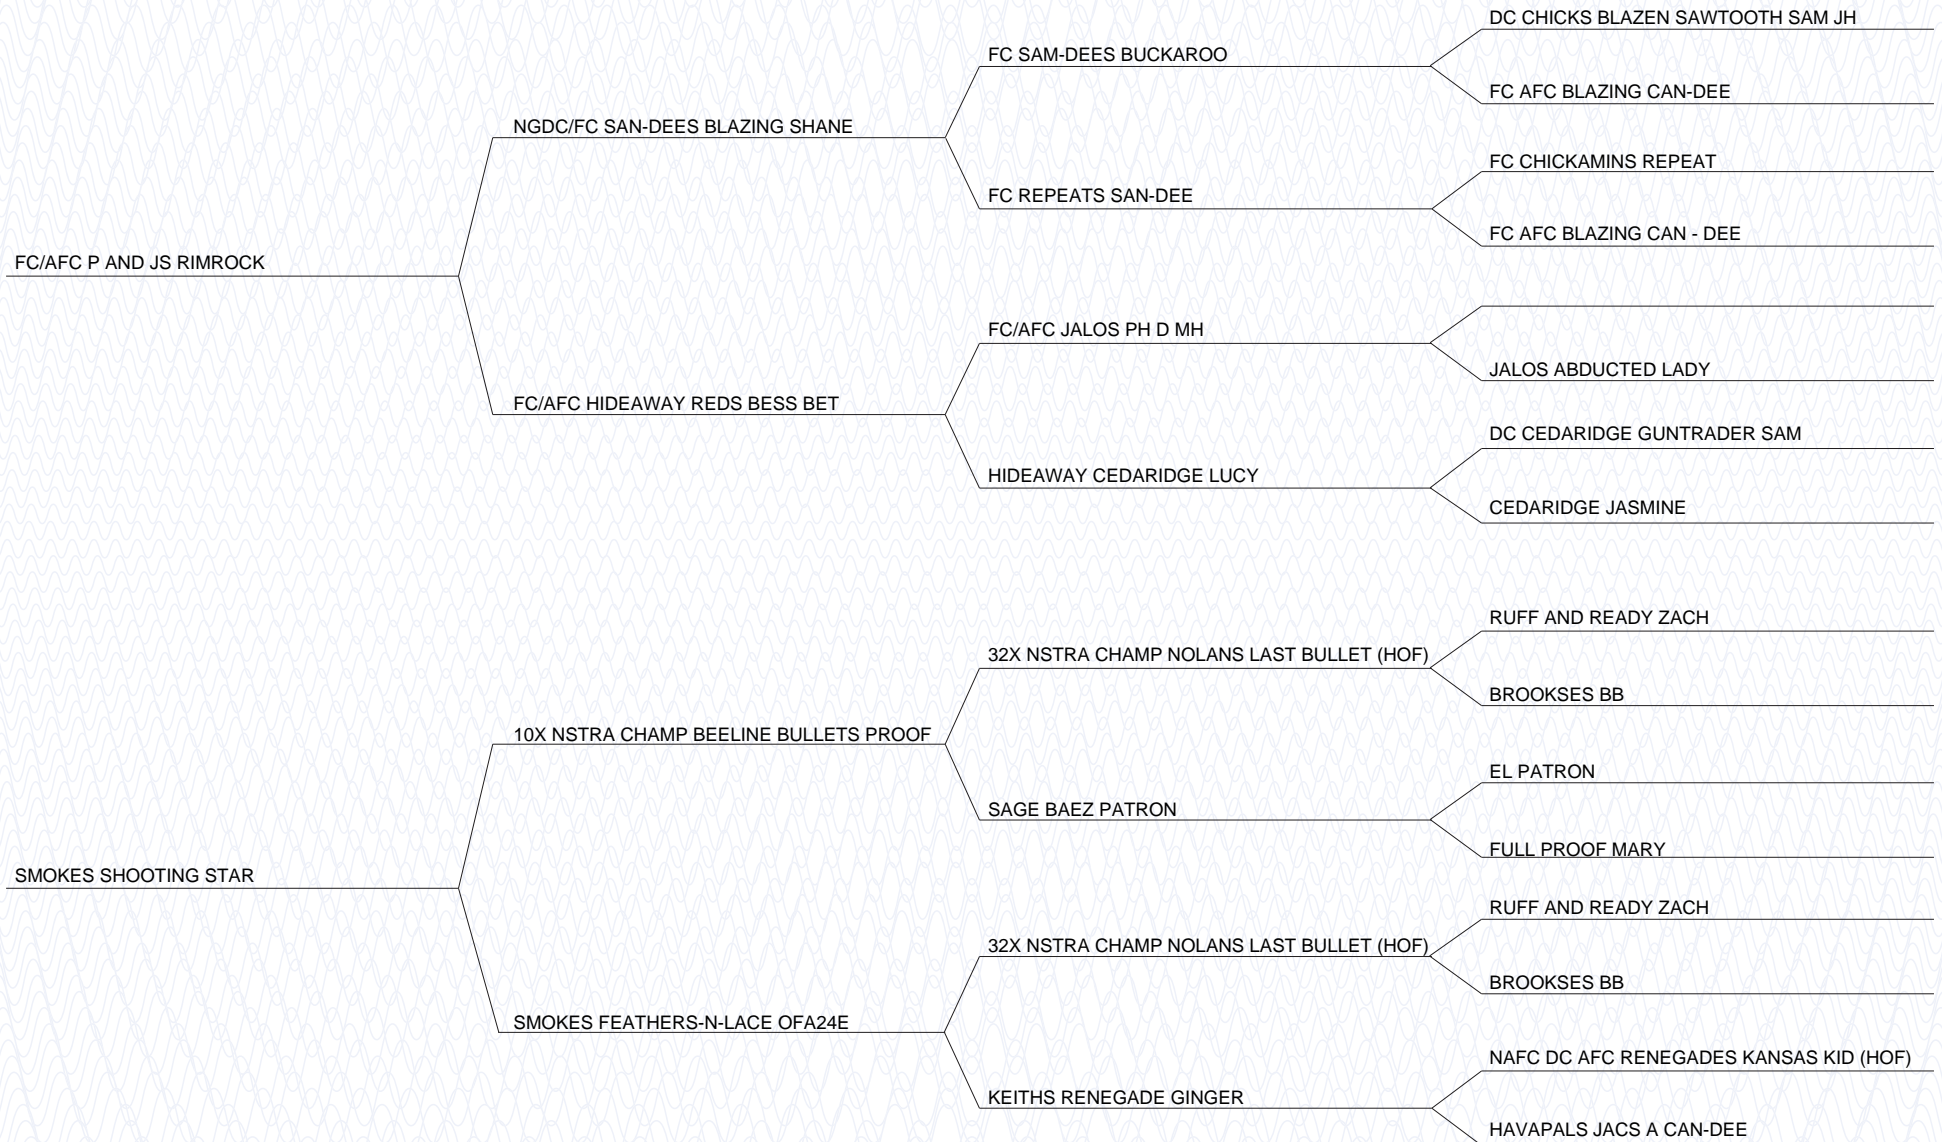 DC CHICKS BLAZEN SAWTOOTH SAM JH
FC SAM-DEES BUCKAROO
FC AFC BLAZING CAN-DEE
NGDC/FC SAN-DEES BLAZING SHANE
FC CHICKAMINS REPEAT
FC REPEATS SAN-DEE
FC AFC BLAZING CAN - DEE
FC/AFC P AND JS RIMROCK
FC/AFC JALOS PH D MH
JALOS ABDUCTED LADY
FC/AFC HIDEAWAY REDS BESS BET
DC CEDARIDGE GUNTRADER SAM
HIDEAWAY CEDARIDGE LUCY
CEDARIDGE JASMINE
RUFF AND READY ZACH
32X NSTRA CHAMP NOLANS LAST BULLET (HOF)
BROOKSES BB
10X NSTRA CHAMP BEELINE BULLETS PROOF
EL PATRON
SAGE BAEZ PATRON
FULL PROOF MARY
SMOKES SHOOTING STAR
RUFF AND READY ZACH
32X NSTRA CHAMP NOLANS LAST BULLET (HOF)
BROOKSES BB
SMOKES FEATHERS-N-LACE OFA24E
NAFC DC AFC RENEGADES KANSAS KID (HOF)
KEITHS RENEGADE GINGER
HAVAPALS JACS A CAN-DEE